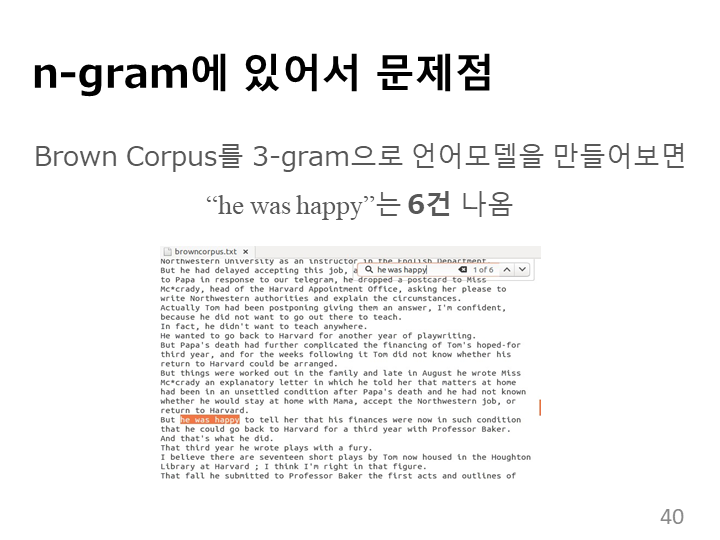 n-gram에 있어서 문제점
Brown Corpus를 3-gram으로 언어모델을 만들어보면
“he was happy”는 6건 나옴
browncorpus.txt ×
he was happy 1 of 6
Northwestern University as an instructor in the English Department.
But he had delayed accepting this job, a
to Papa in response to our telegram, he dropped a postcard to Miss
Mc*crady, head of the Harvard Appointment Office, asking her please to
write Northwestern authorities and explain the circumstances.
Actually Tom had been postponing giving them an answer, I'm confident,
because he did not want to go out there to teach.
In fact, he didn't want to teach anywhere.
He wanted to go back to Harvard for another year of playwriting.
But Papa's death had further complicated the financing of Tom's hoped-for
third year, and for the weeks following it Tom did not know whether his
return to Harvard could be arranged.
But things were worked out in the family and late in August he wrote Miss
Mc*crady an explanatory letter in which he told her that matters at home
had been in an unsettled condition after Papa's death and he had not known
whether he would stay at home with Mama, accept the Northwestern job, or
return to Harvard.
But he was happy to tell her that his finances were now in such condition
that he could go back to Harvard for a third year with Professor Baker.
And that's what he did.
That third year he wrote plays with a fury.
I believe there are seventeen short plays by Tom now housed in the Houghton
Library at Harvard ; I think I'm right in that figure.
That fall he submitted to Professor Baker the first acts and outlines of
40